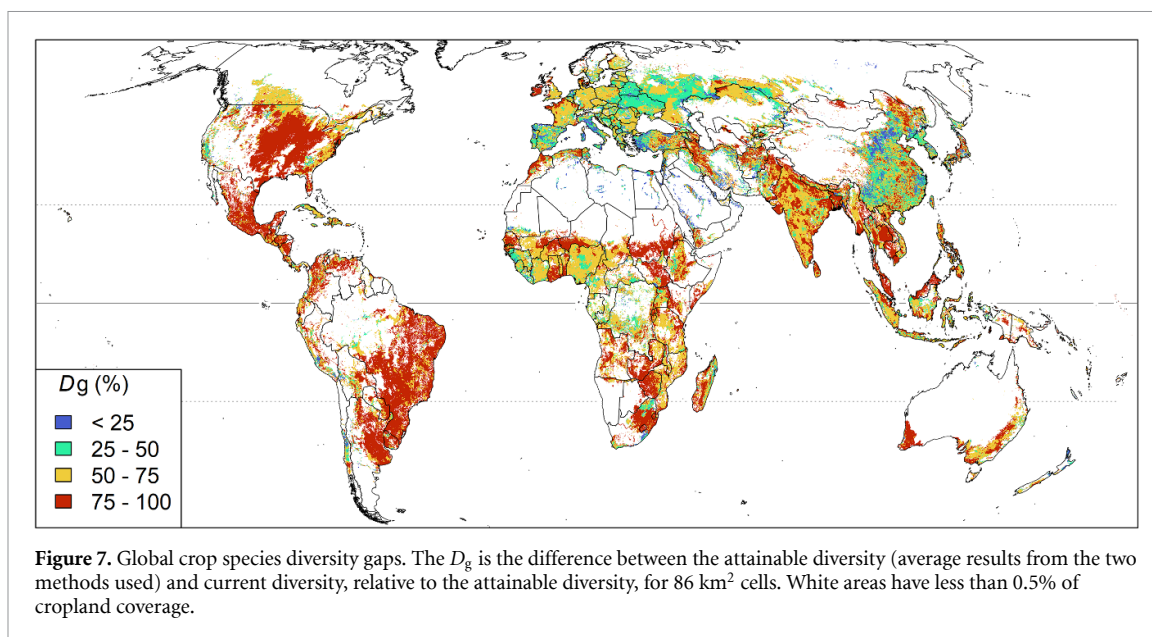 Dg (%)
< 25
25 - 50
50 - 75
75 - 100
Figure 7. Global crop species diversity gaps. The Dg is the difference between the attainable diversity (average results from the two
methods used) and current diversity, relative to the attainable diversity, for 86 km² cells. White areas have less than 0.5% of
cropland coverage.